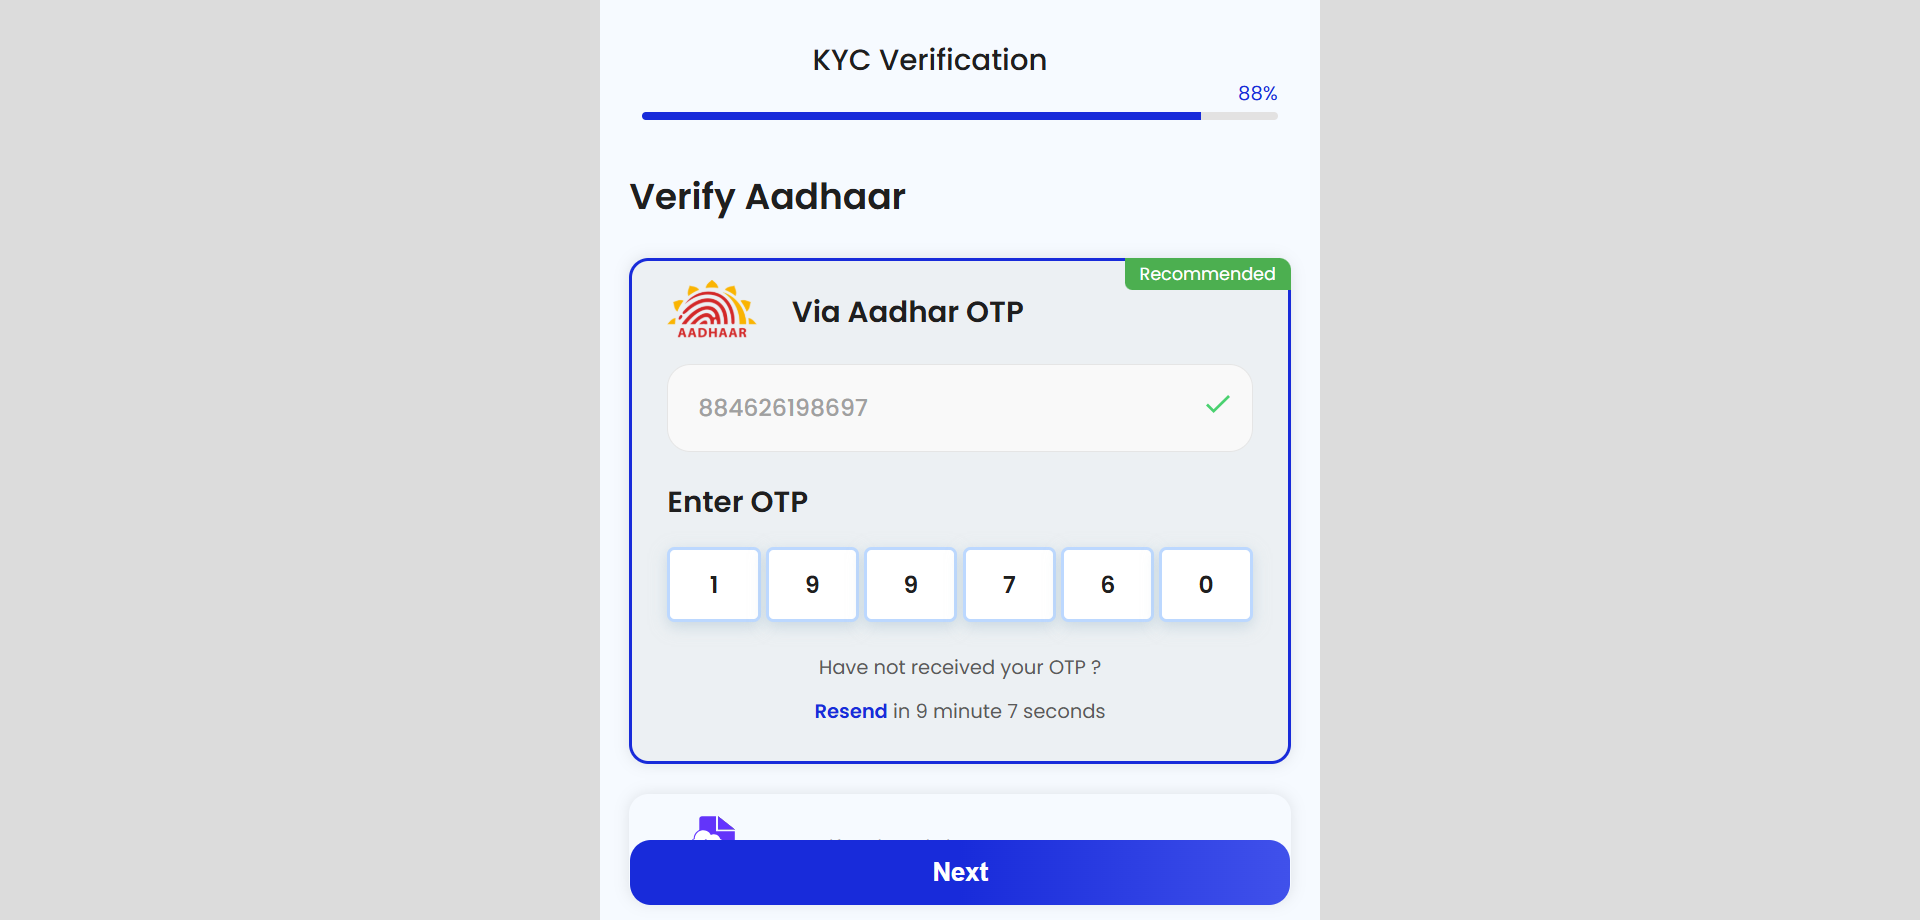 KYC Verification
88%
Verify Aadhaar
Recommended
AADHAAR
Via Aadhar OTP
884626198697
Enter OTP
1 9 9 7 6 0
Have not received your OTP ?
Resend in 9 minute 7 seconds
Next